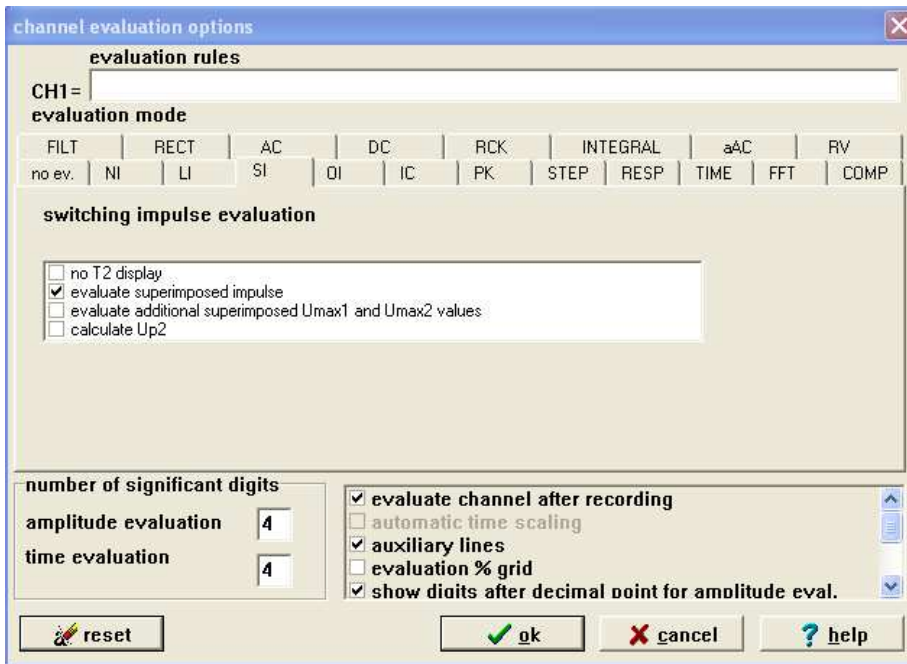 channel evaluation options
evaluation rules
CH1=
evaluation mode
FILT RECT AC DC RCK INTEGRAL aAC RV
no ev. NI LI SI OI IC PK STEP RESP TIME FFT COMP
switching impulse evaluation
no T2 display
evaluate superimposed impulse
evaluate additional superimposed Umax1 and Umax2 values
calculate Up2
number of significant digits
amplitude evaluation 4
time evaluation 4
evaluate channel after recording
automatic time scaling
auxiliary lines
evaluation % grid
show digits after decimal point for amplitude eval.
reset ok cancel help